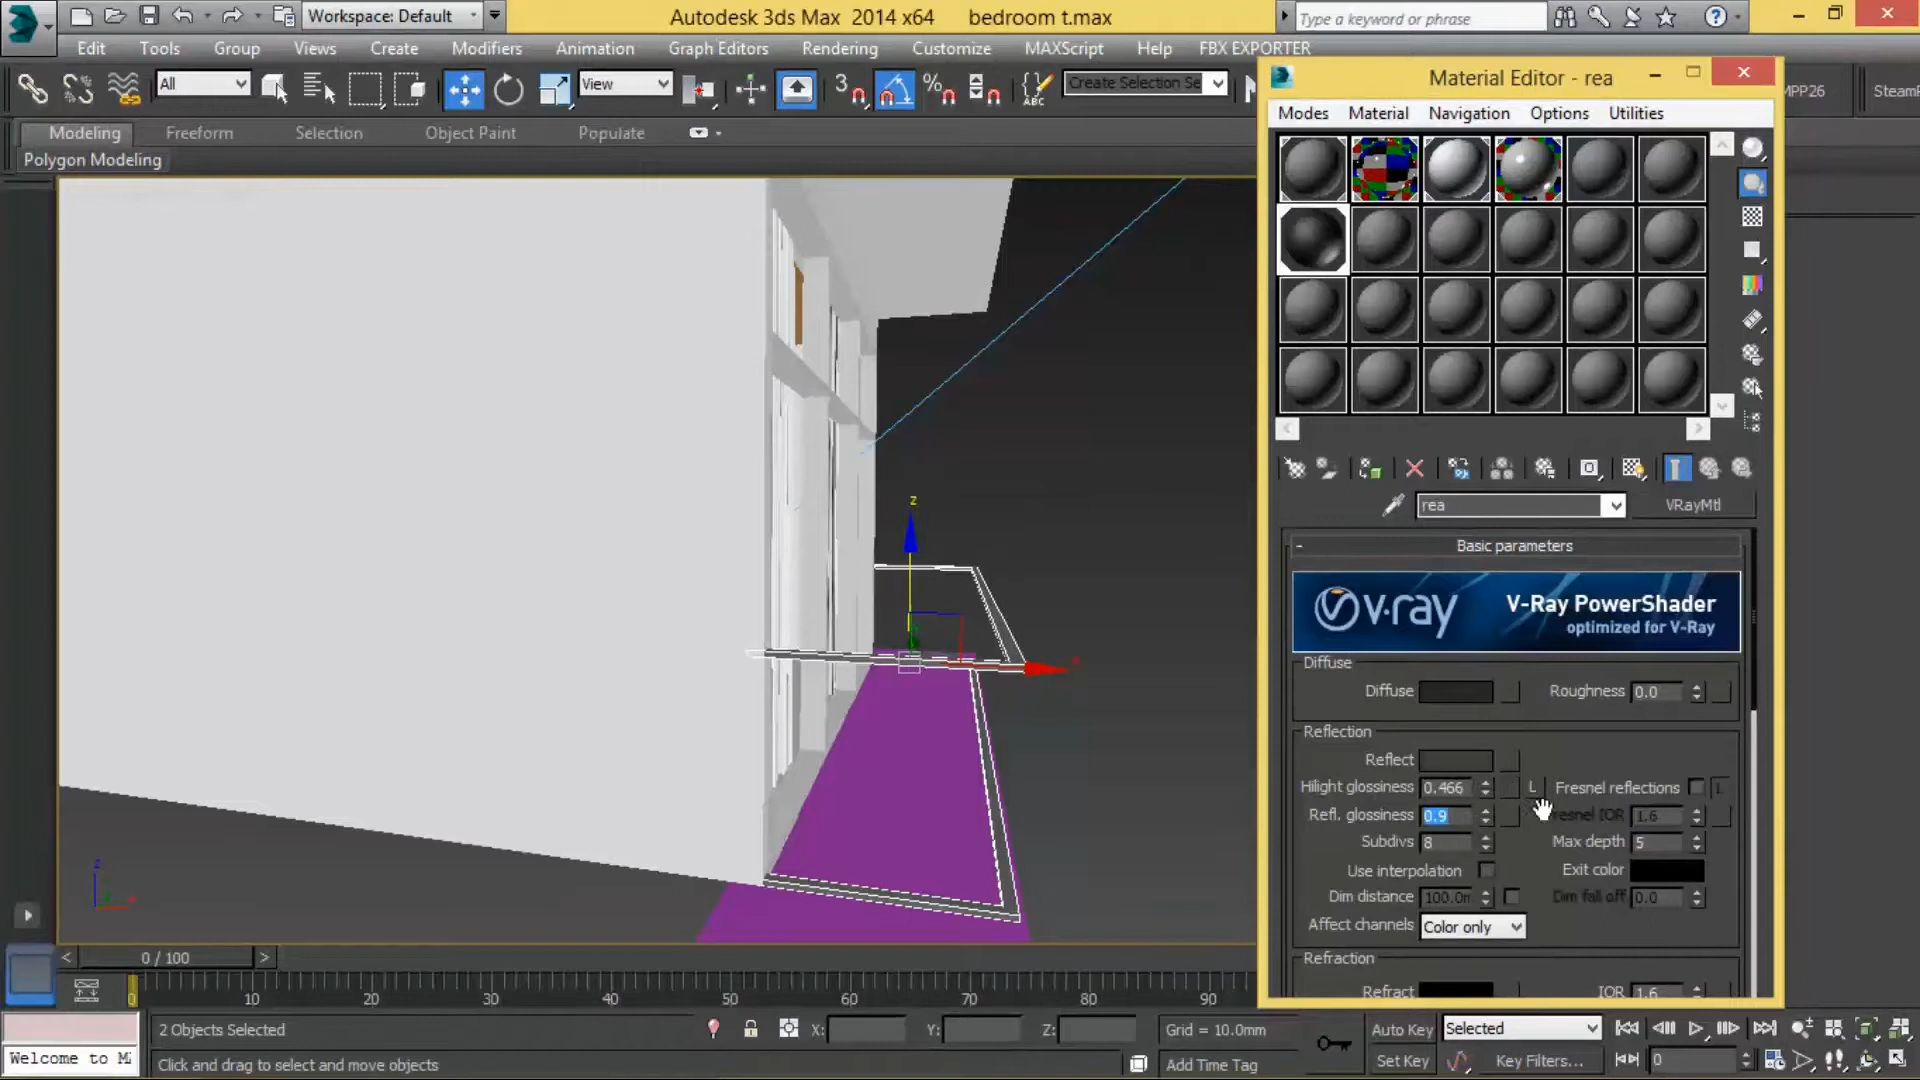 Workspace: Default
Autodesk 3ds Max 2014 x64 bedroom t.max
Type a keyword or phrase
Edit Tools Group Views Create Modifiers Animation Graph Editors Rendering Customize MAXScript Help FBX EXPORTER
All View 3 Create Selection Se
MPP26 Steam
Modeling Freeform Selection Object Paint Populate
Polygon Modeling
Material Editor - rea
Modes Material Navigation Options Utilities
rea VRayMtl
Basic parameters
V-Ray PowerShader
optimized for V-Ray
v·ray
Diffuse
Diffuse Roughness 0.0
Reflection
Reflect
Hilight glossiness 0.466 L Fresnel reflections L
Refl. glossiness 0.9 resnel IOR 1.6
Subdivs 8 Max depth 5
Use interpolation Exit color
Dim distance 100.0 Dim fall off 0.0
Affect channels Color only
Refraction
Refract IOR 1.6
z
x
z
0 / 100
0 10 20 30 40 50 60 70 80 90
2 Objects Selected X: Y: Z: Grid = 10.0mm Auto Key Selected
Welcome to M Click and drag to select and move objects Add Time Tag Set Key Key Filters... 0